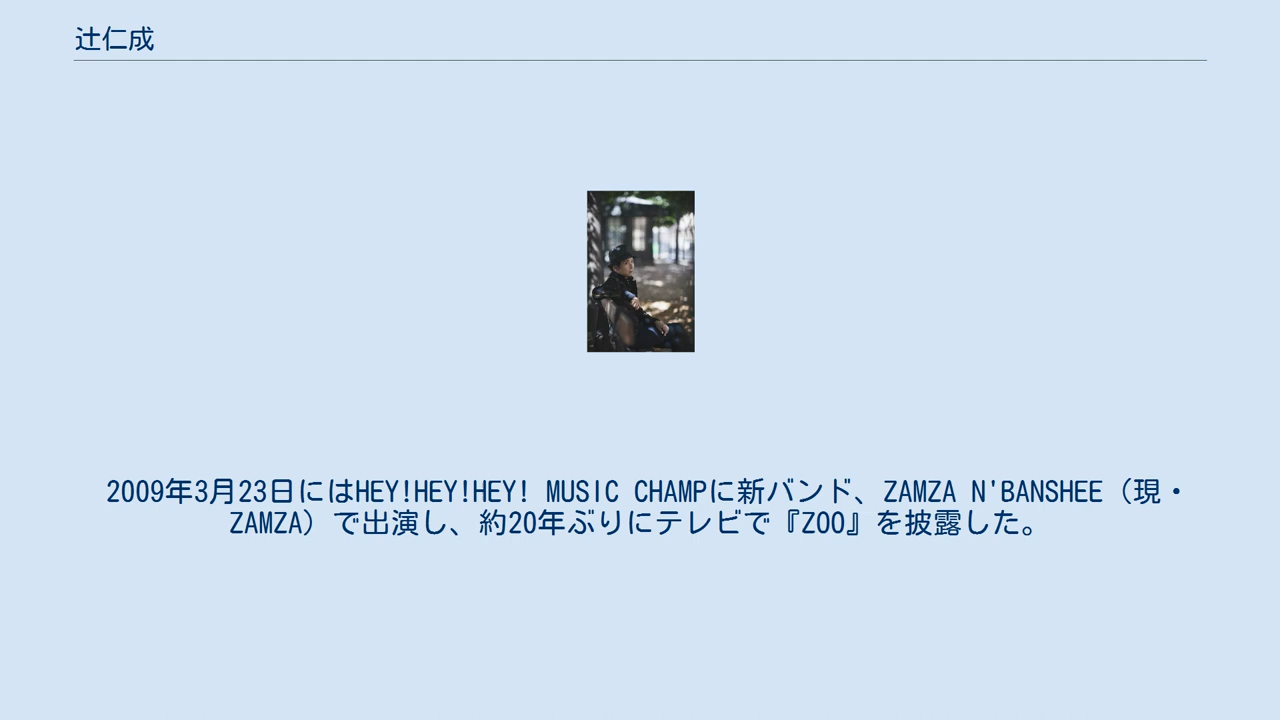 辻仁成
2009年3月23日にはHEY!HEY!HEY! MUSIC CHAMPに新バンド、ZAMZA N'BANSHEE（現・
ZAMZA）で出演し、約20年ぶりにテレビで『ZOO』を披露した。